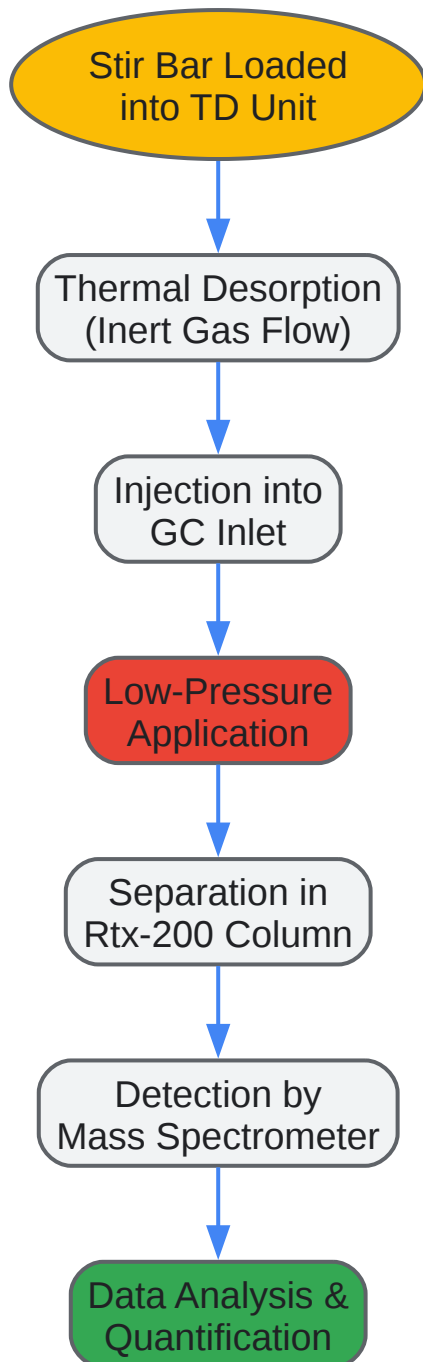 Stir Bar Loaded
into TD Unit
Thermal Desorption
(Inert Gas Flow)
Injection into
GC Inlet
Low-Pressure
Application
Separation in
Rtx-200 Column
Detection by
Mass Spectrometer
Data Analysis &
Quantification